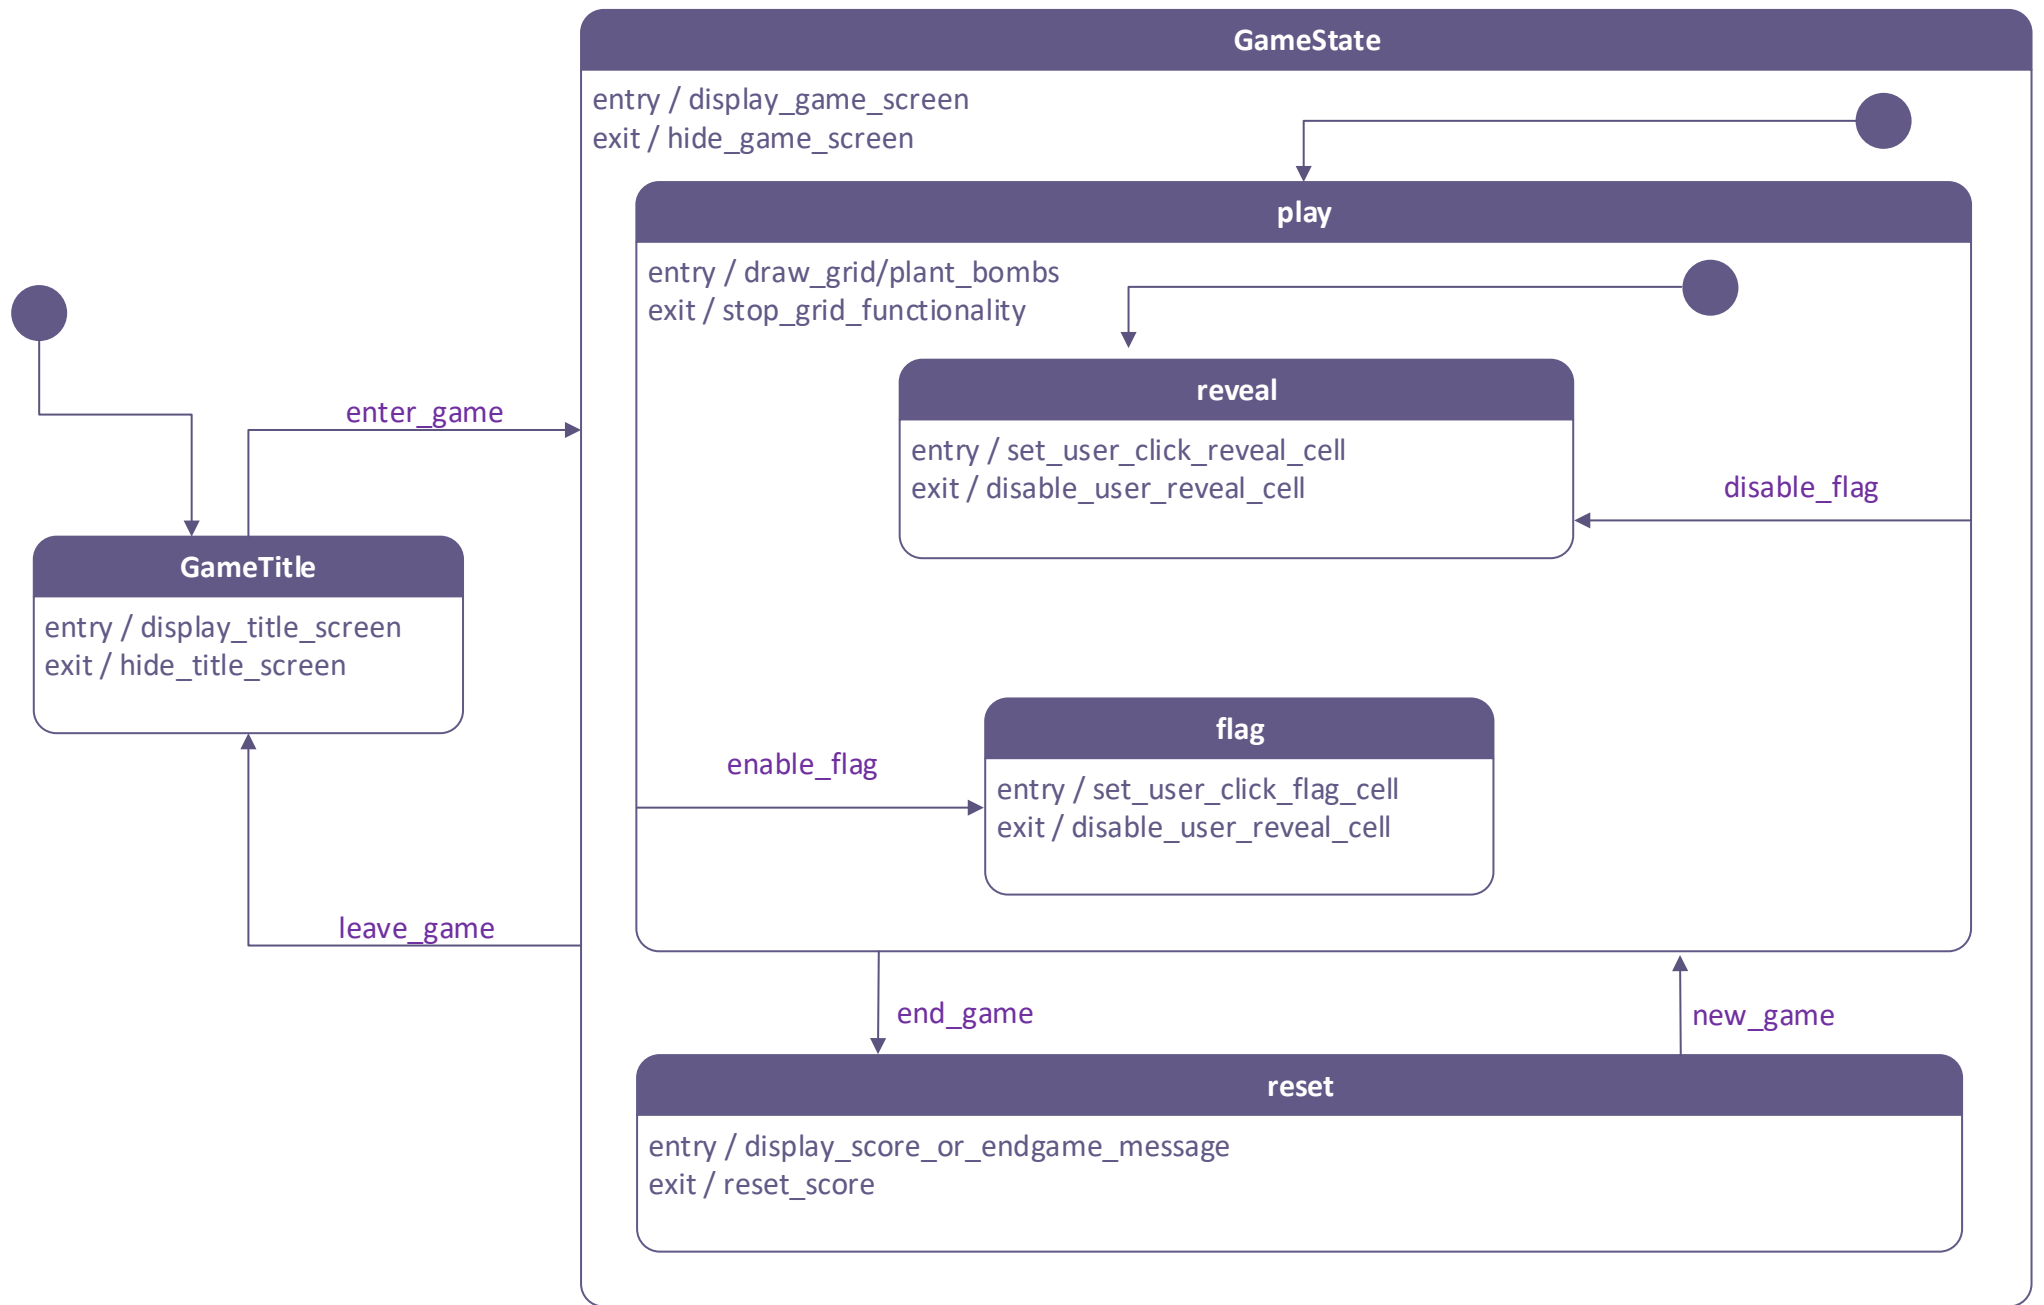 GameState
entry / display_game_screen
exit / hide_game_screen
play
entry / draw_grid/plant_bombs
exit / stop_grid_functionality
reveal
entry / set_user_click_reveal_cell
exit / disable_user_reveal_cell
enter_game
disable_flag
GameTitle
entry / display_title_screen
exit / hide_title_screen
flag
entry / set_user_click_flag_cell
exit / disable_user_reveal_cell
enable_flag
leave_game
end_game
new_game
reset
entry / display_score_or_endgame_message
exit / reset_score